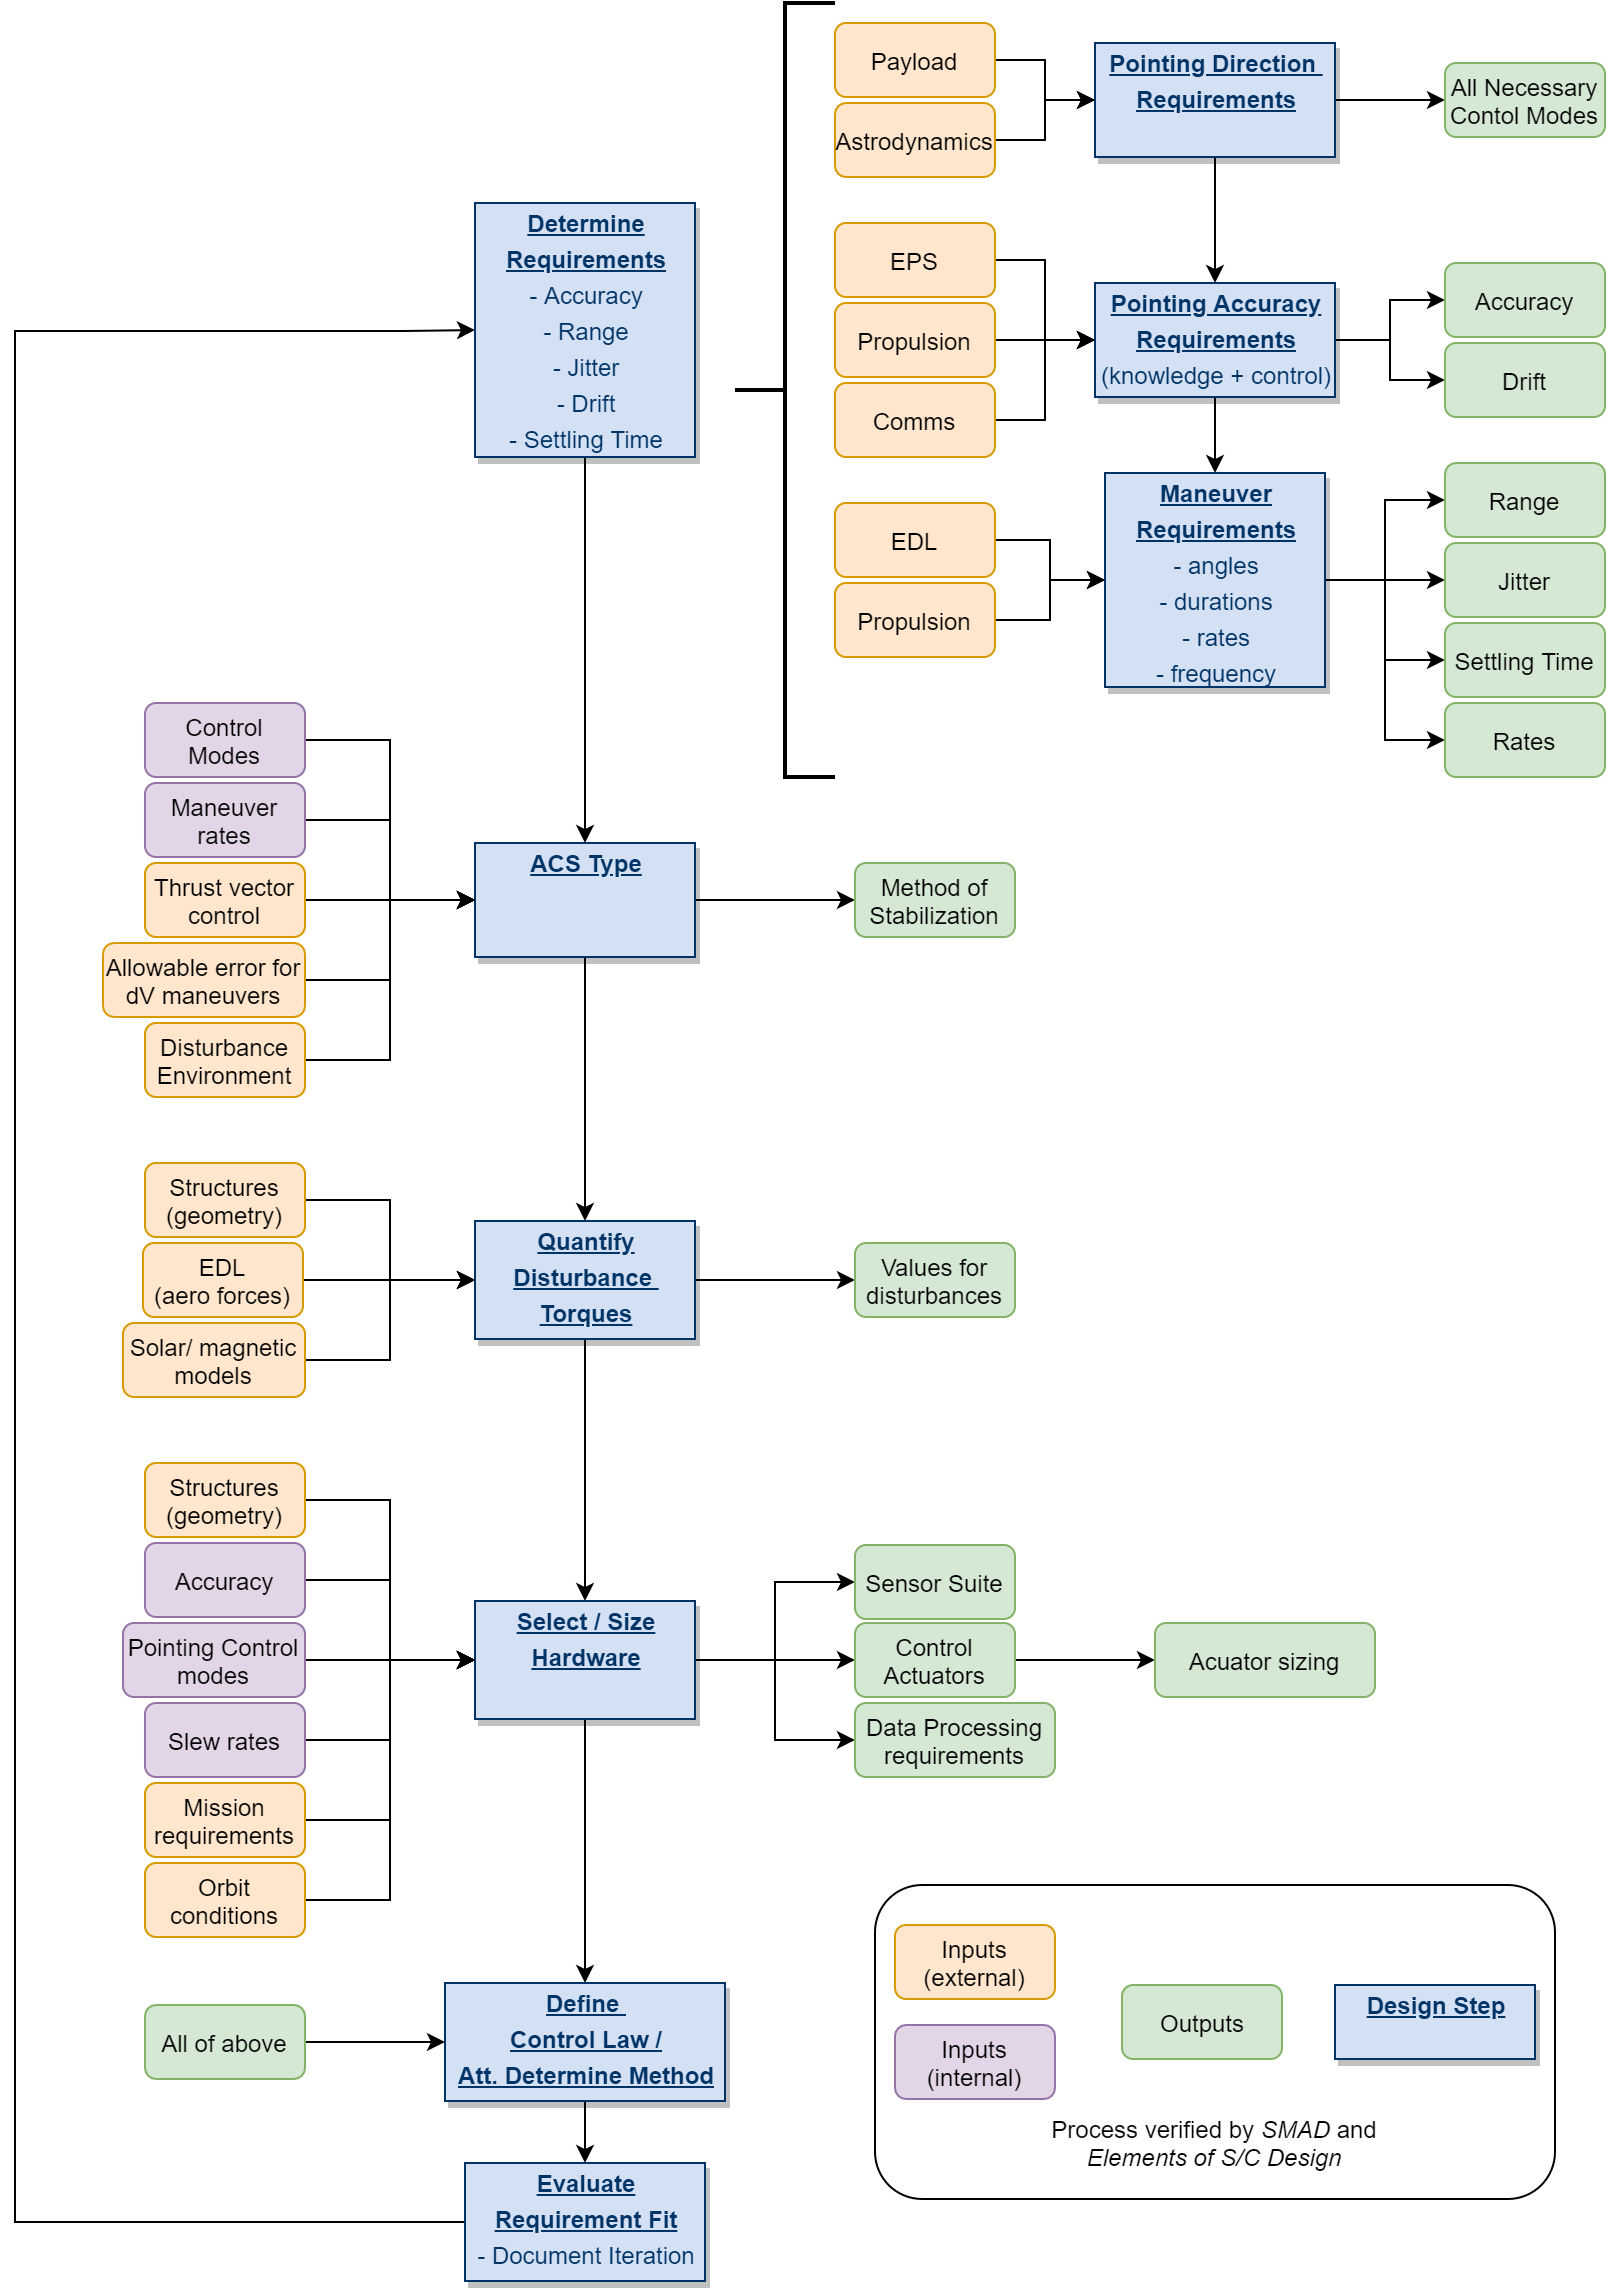 Payload
Astrodynamics
Pointing Direction
Requirements
All Necessary
Contol Modes
Determine
Requirements
- Accuracy
- Range
- Jitter
- Drift
- Settling Time
EPS
Propulsion
Comms
Pointing Accuracy
Requirements
(knowledge + control)
Accuracy
Drift
EDL
Propulsion
Maneuver
Requirements
- angles
- durations
- rates
- frequency
Range
Jitter
Settling Time
Rates
Control
Modes
Maneuver
rates
Thrust vector
control
Allowable error for
dV maneuvers
Disturbance
Environment
ACS Type
Method of
Stabilization
Structures
(geometry)
EDL
(aero forces)
Solar/ magnetic
models
Quantify
Disturbance
Torques
Values for
disturbances
Structures
(geometry)
Accuracy
Pointing Control
modes
Slew rates
Mission
requirements
Orbit
conditions
Select / Size
Hardware
Sensor Suite
Control
Actuators
Data Processing
requirements
Acuator sizing
All of above
Define
Control Law /
Att. Determine Method
Evaluate
Requirement Fit
- Document Iteration
Inputs
(external)
Inputs
(internal)
Outputs
Design Step
Process verified by SMAD and
Elements of S/C Design